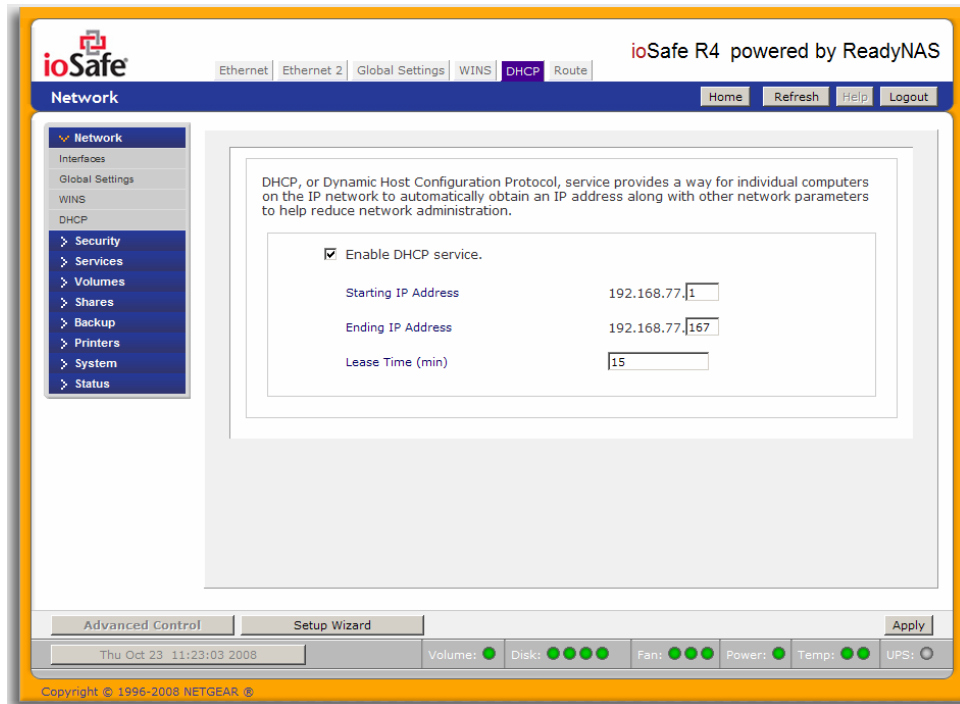 ioSafe
ioSafe R4 powered by ReadyNAS
Ethernet Ethernet 2 Global Settings WINS DHCP Route
Network
Home Refresh Help Logout
Network
Interfaces
Global Settings
WINS
DHCP
Security
Services
Volumes
Shares
Backup
Printers
System
Status
DHCP, or Dynamic Host Configuration Protocol, service provides a way for individual computers
on the IP network to automatically obtain an IP address along with other network parameters
to help reduce network administration.
Enable DHCP service.
Starting IP Address 192.168.77.1
Ending IP Address 192.168.77.167
Lease Time (min) 15
Advanced Control Setup Wizard Apply
Thu Oct 23 11:23:03 2008 Volume: Disk: Fan: Power: Temp: UPS:
Copyright © 1996-2008 NETGEAR ®